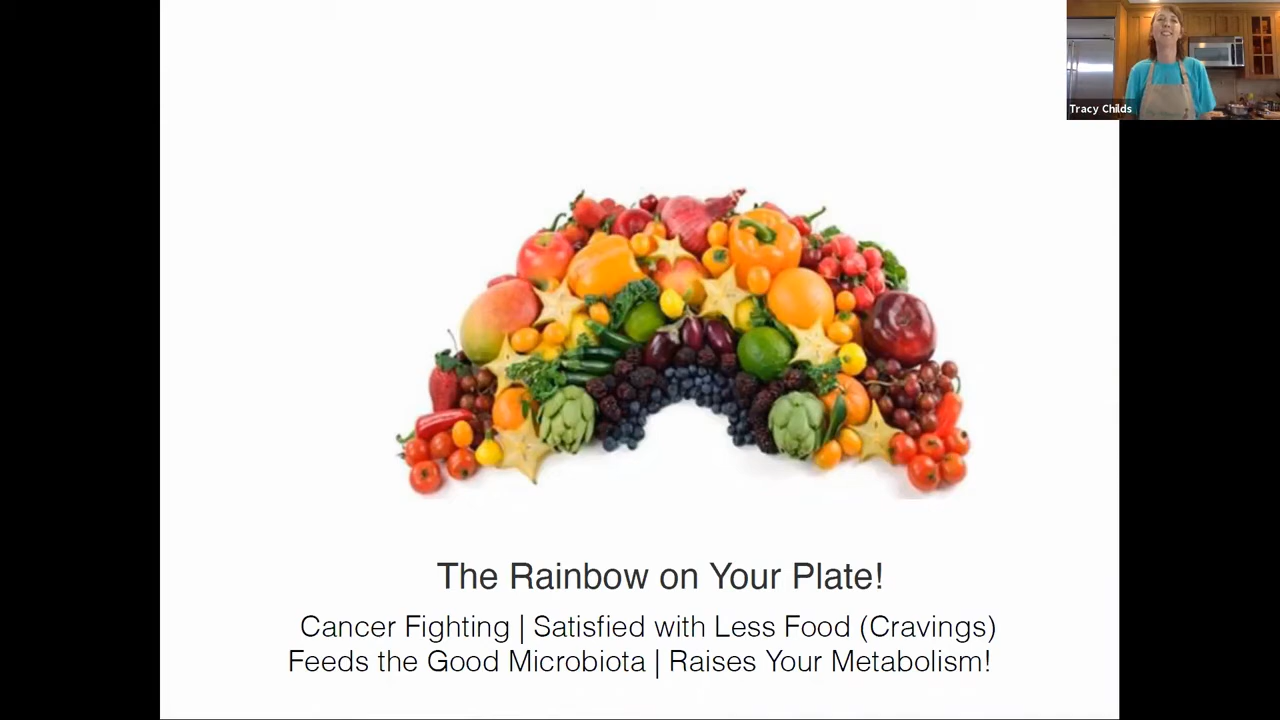 Tracy Childs
The Rainbow on Your Plate!
Cancer Fighting | Satisfied with Less Food (Cravings)
Feeds the Good Microbiota | Raises Your Metabolism!